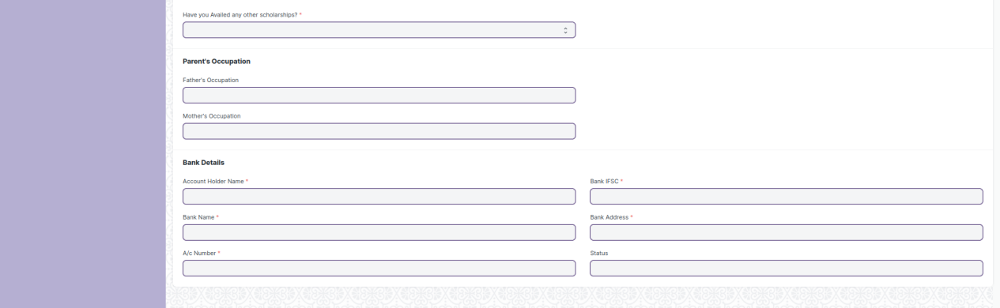 Have you Availed any other scholarships? *
Parent's Occupation
Father's Occupation
Mother's Occupation
Bank Details
Account Holder Name *
Bank IFSC *
Bank Name *
Bank Address *
A/c Number *
Status